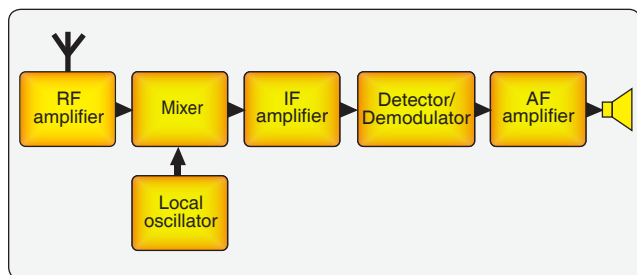 RF
amplifier
Mixer
IF
amplifier
Detector/
Demodulator
AF
amplifier
Local
oscillator